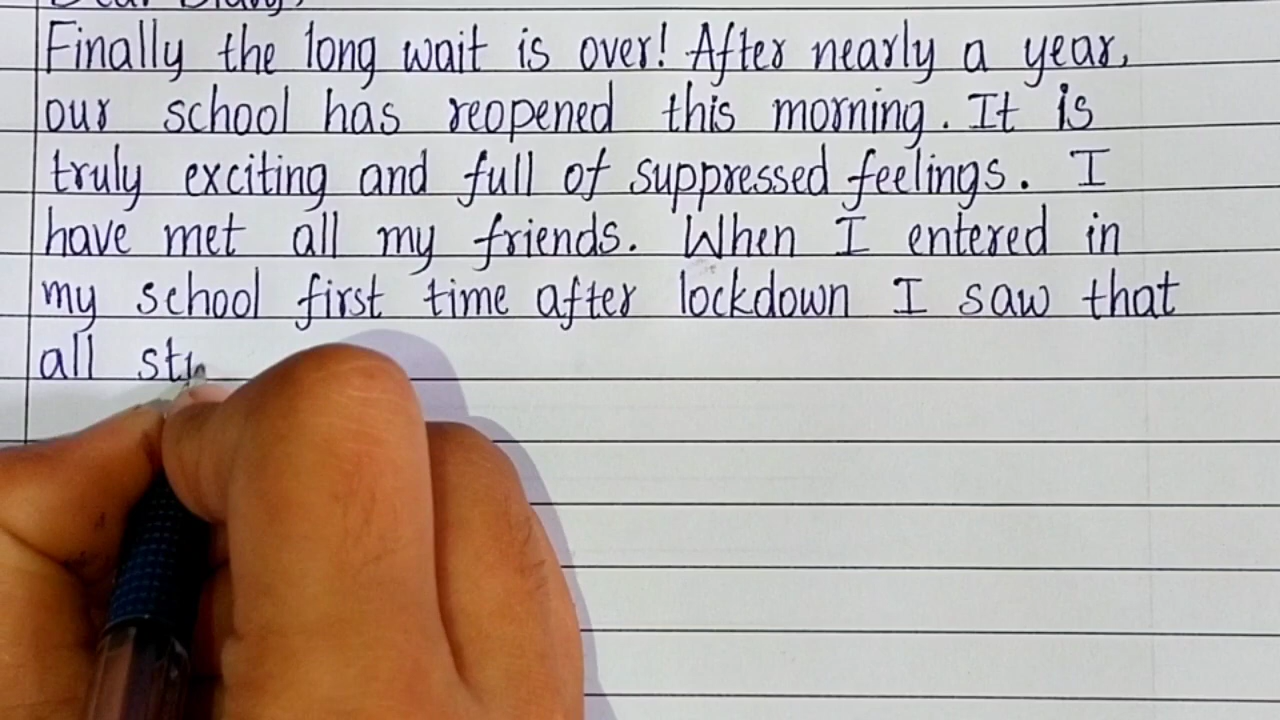 Dear Diary,
Finally the long wait is over! After nearly a year,
our school has reopened this morning. It is
truly exciting and full of suppressed feelings. I
have met all my friends. When I entered in
my school first time after lockdown I saw that
all